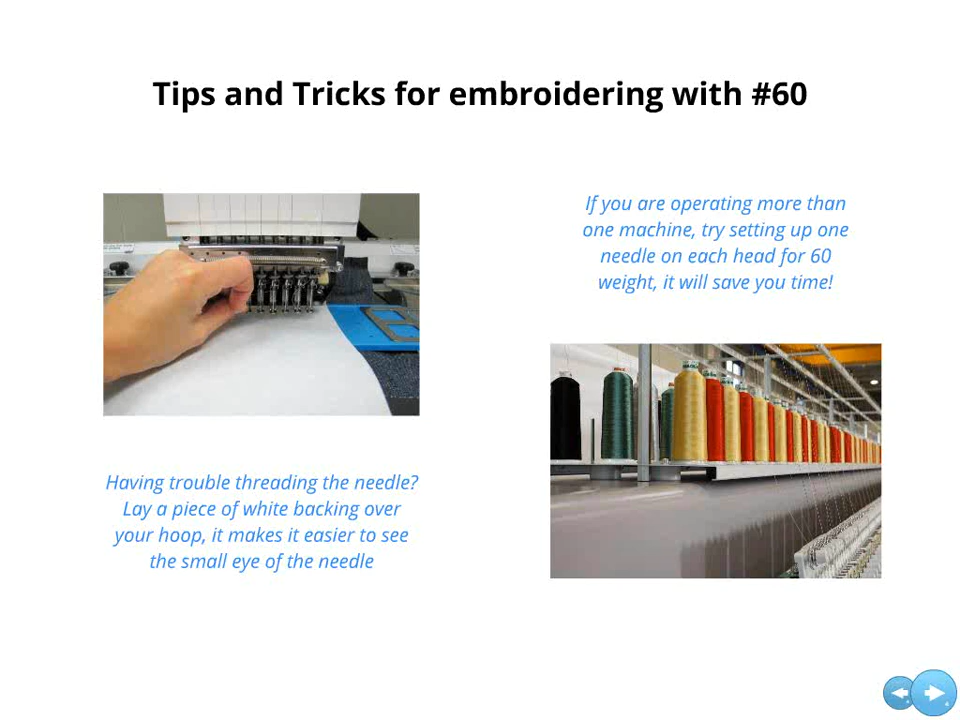 Tips and Tricks for embroidering with #60
If you are operating more than
one machine, try setting up one
needle on each head for 60
weight, it will save you time!
Having trouble threading the needle?
Lay a piece of white backing over
your hoop, it makes it easier to see
the small eye of the needle